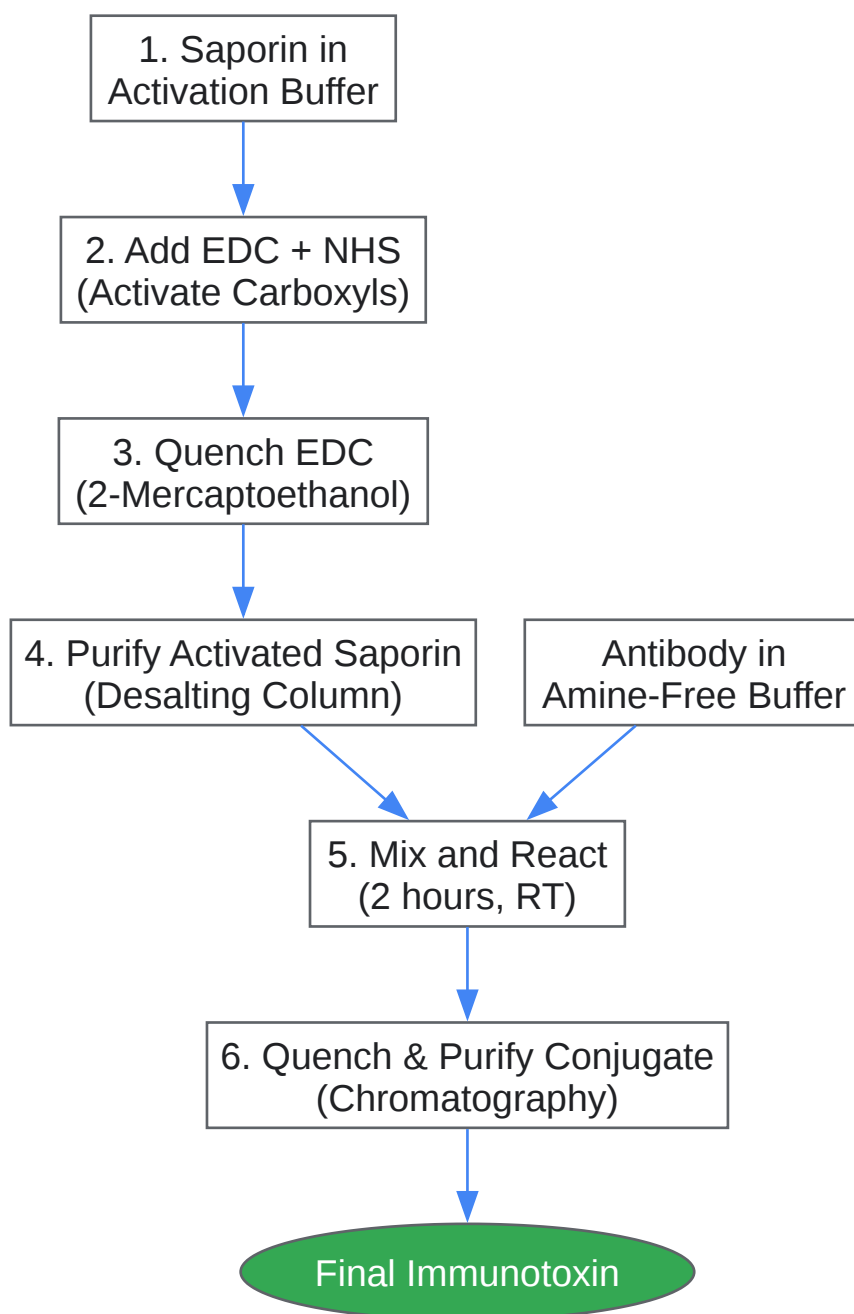 1. Saporin in
Activation Buffer
2. Add EDC + NHS
(Activate Carboxyls)
3. Quench EDC
(2-Mercaptoethanol)
4. Purify Activated Saporin
(Desalting Column)
Antibody in
Amine-Free Buffer
5. Mix and React
(2 hours, RT)
6. Quench & Purify Conjugate
(Chromatography)
Final Immunotoxin